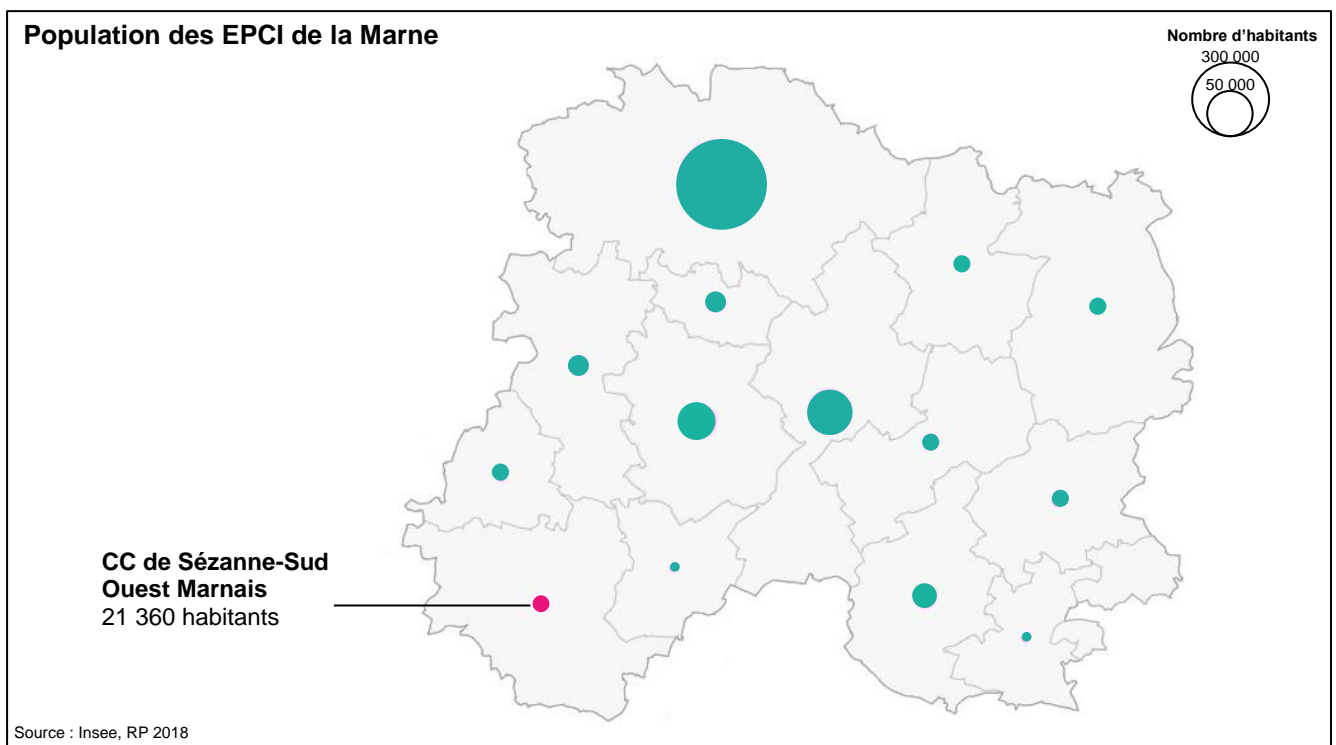 Population des EPCI de la Marne
Nombre d'habitants
300 000
50 000
CC de Sézanne-Sud
Ouest Marnais
21 360 habitants
Source : Insee, RP 2018